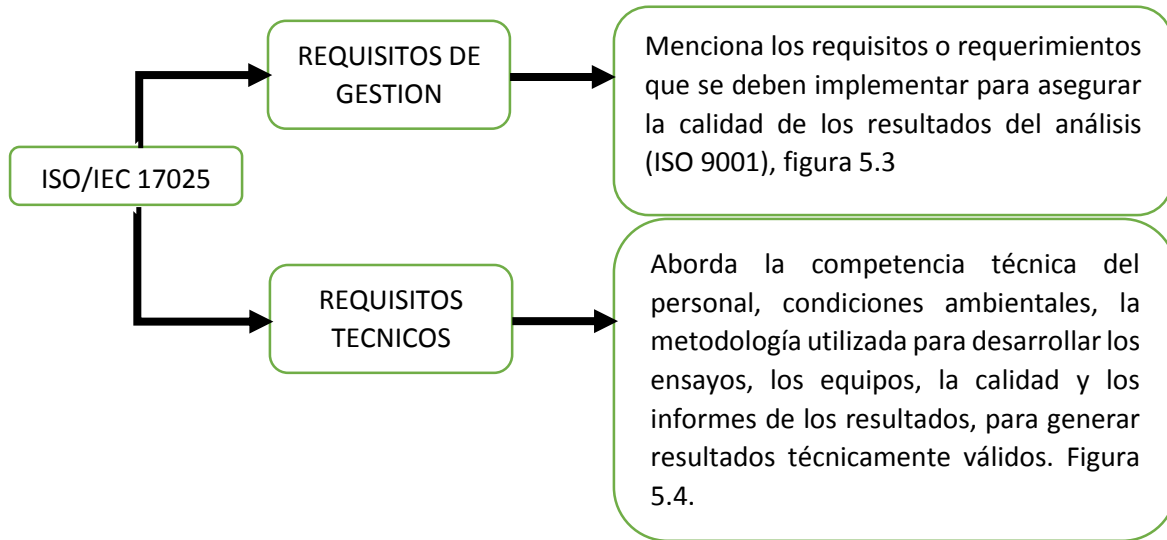 ISO/IEC 17025
REQUISITOS DE
GESTION
Menciona los requisitos o requerimientos
que se deben implementar para asegurar
la calidad de los resultados del análisis
(ISO 9001), figura 5.3
REQUISITOS
TECNICOS
Aborda la competencia técnica del
personal, condiciones ambientales, la
metodología utilizada para desarrollar los
ensayos, los equipos, la calidad y los
informes de los resultados, para generar
resultados técnicamente válidos. Figura
5.4.